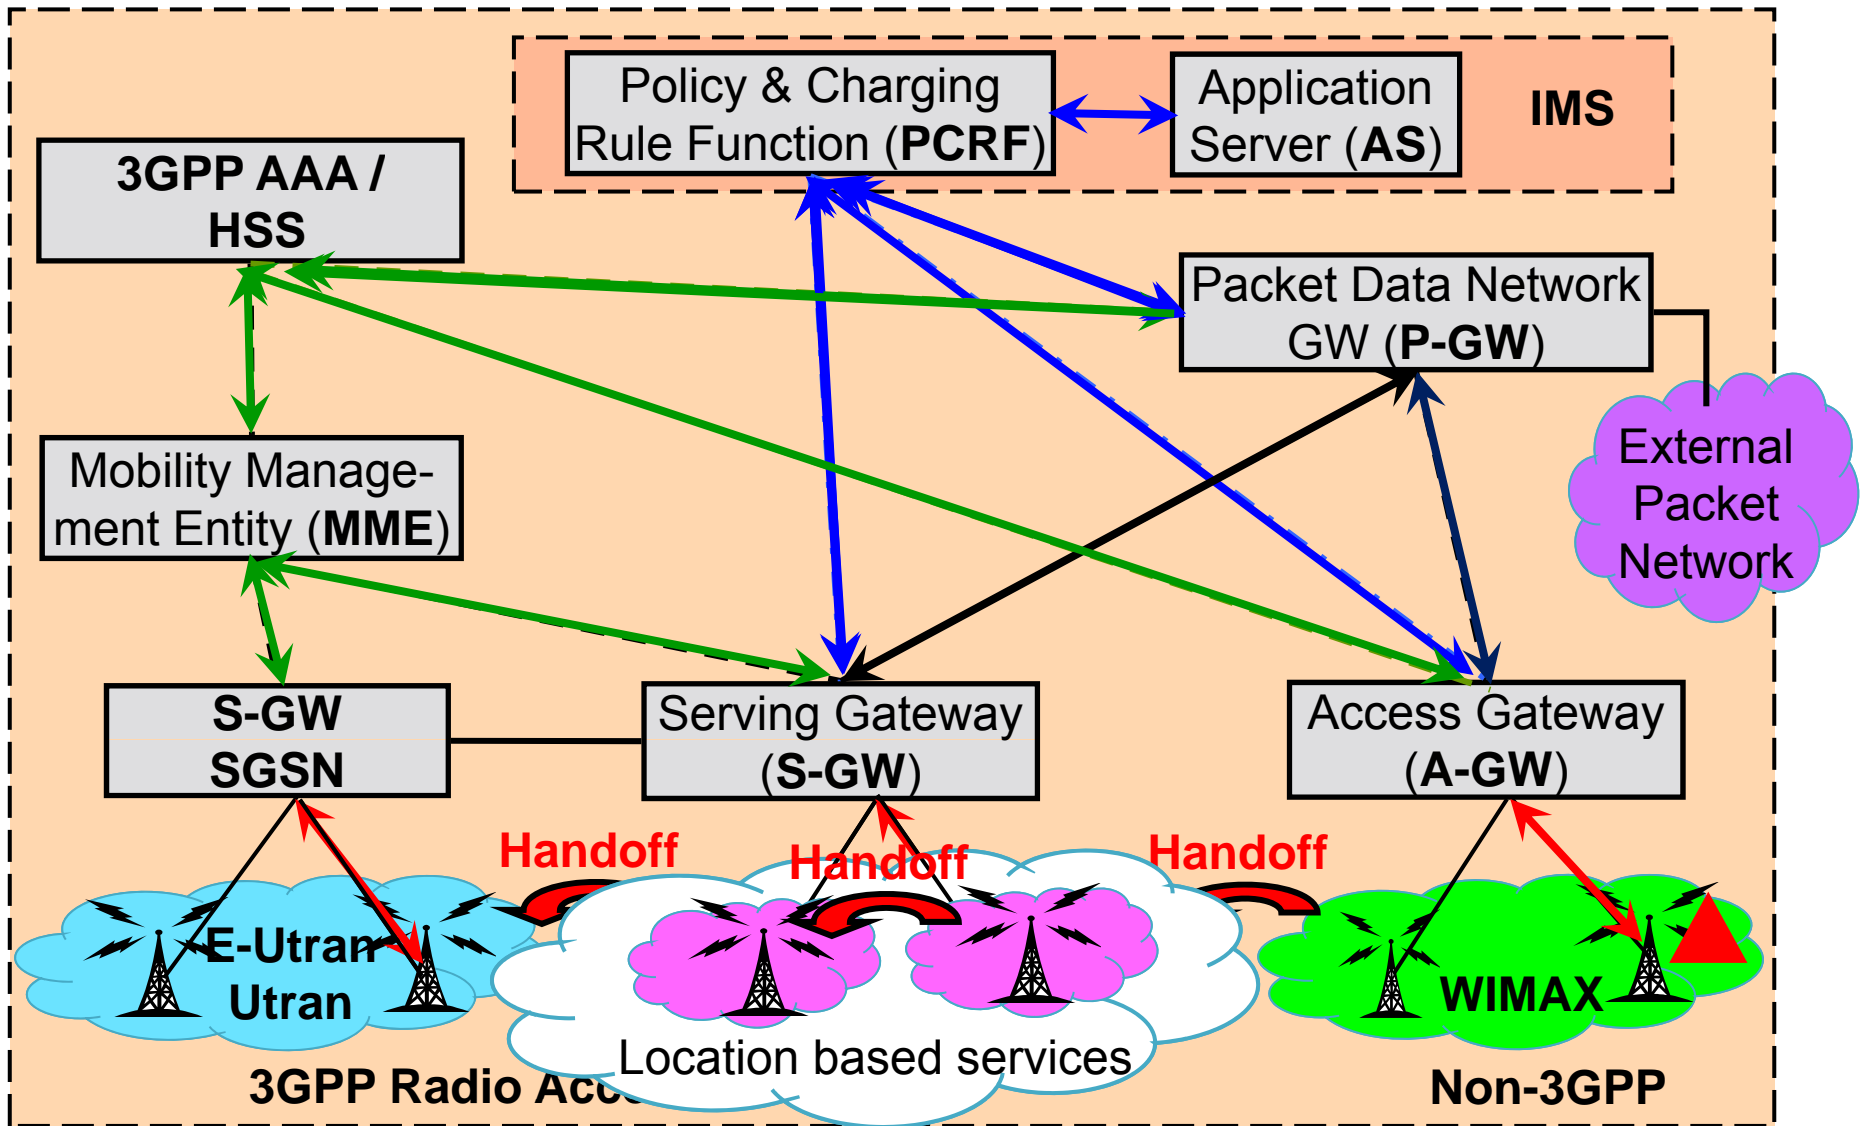 Policy & Charging
Rule Function (PCRF)
Application
Server (AS)
IMS
3GPP AAA /
HSS
Packet Data Network
GW (P-GW)
External
Packet
Network
Mobility Manage-
ment Entity (MME)
S-GW
SGSN
Serving Gateway
(S-GW)
Access Gateway
(A-GW)
Handoff
Handoff
Handoff
E-Utran
Utran
WIMAX
Location based services
3GPP Radio
Non-3GPP